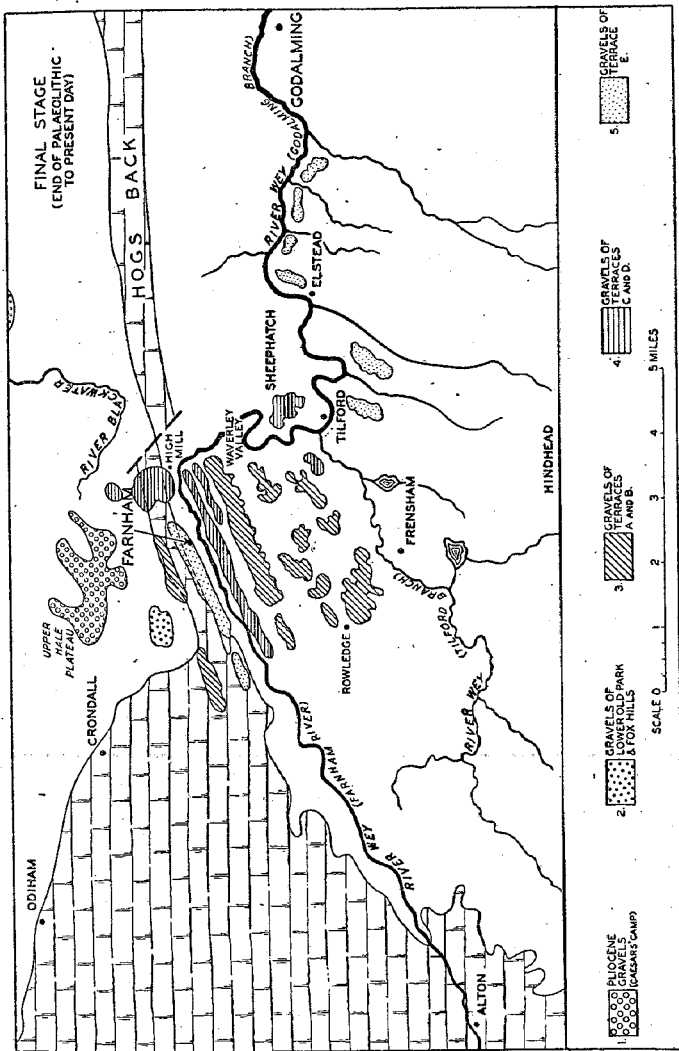 FINAL STAGE
(END OF PALAEOLITHIC
TO PRESENT DAY)
HOGS BACK
RIVER BLACKWATER
UPPER
HALE
PLATEAU
ODIHAM
CRONDALL
FARNHAM
HIGH
MILL
WAVERLEY
VALLEY
SHEEPHATCH
TILFORD
ELSTEAD
GODALMING
RIVER WEY (GODALMING
BRANCH)
ROWLEDGE
FRENSHAM
HINDHEAD
RIVER WEY (TILFORD
BRANCH)
RIVER WEY (FARNHAM
RIVER)
ALTON
1. PLIOCENE
GRAVELS
(CAESARS' CAMP)
2. GRAVELS OF
LOWER OLD PARK
& FOX HILLS
3. GRAVELS OF
TERRACES
A AND B.
4. GRAVELS OF
TERRACES
C AND D.
5. GRAVELS OF
TERRACE
E.
SCALE 0 1 2 3 4 5 MILES